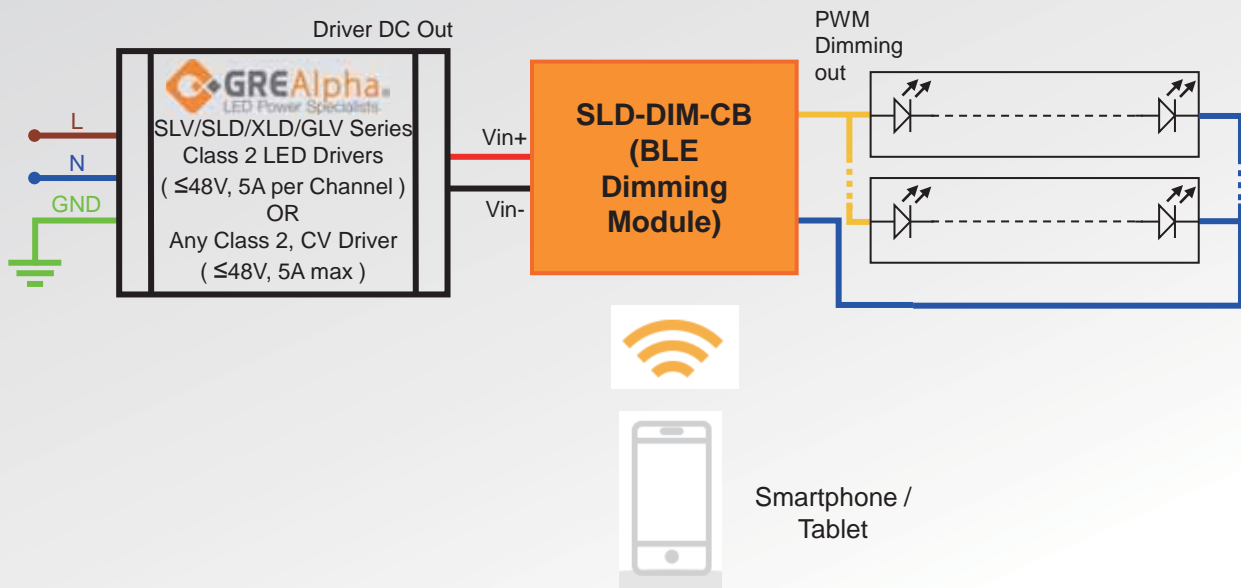 Driver DC Out
PWM
Dimming
out
GREAlpha®
LED Power Specialists
L
SLV/SLD/XLD/GLV Series
N
Class 2 LED Drivers
( ≤48V, 5A per Channel )
GND
OR
Any Class 2, CV Driver
( ≤48V, 5A max )
Vin+
Vin-
SLD-DIM-CB
(BLE
Dimming
Module)
Smartphone /
Tablet